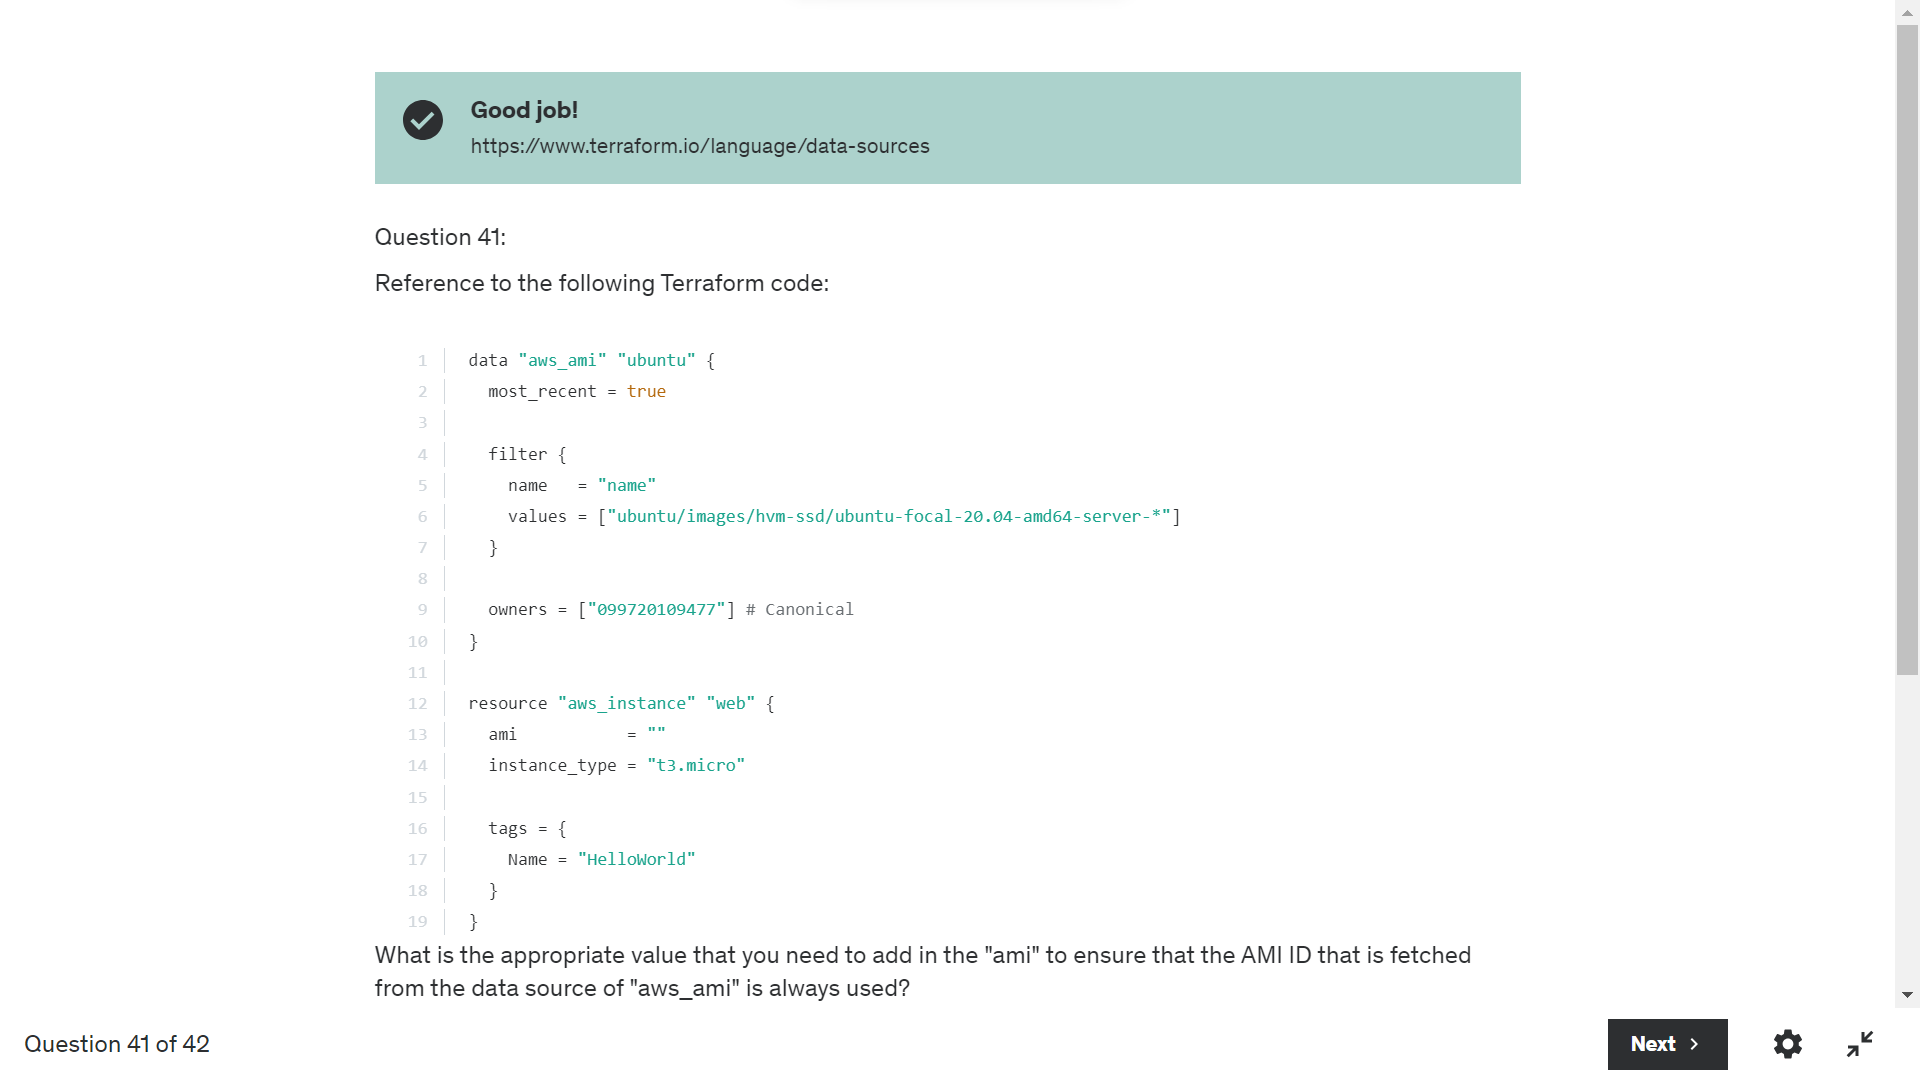 Good job!
https://www.terraform.io/language/data-sources
Question 41:
Reference to the following Terraform code:
1 data "aws_ami" "ubuntu" {
2   most_recent = true
3
4   filter {
5     name   = "name"
6     values = ["ubuntu/images/hvm-ssd/ubuntu-focal-20.04-amd64-server-*"]
7   }
8
9   owners = ["099720109477"] # Canonical
10 }
11
12 resource "aws_instance" "web" {
13   ami           = ""
14   instance_type = "t3.micro"
15
16   tags = {
17     Name = "HelloWorld"
18   }
19 }
What is the appropriate value that you need to add in the "ami" to ensure that the AMI ID that is fetched
from the data source of "aws_ami" is always used?
Question 41 of 42
Next